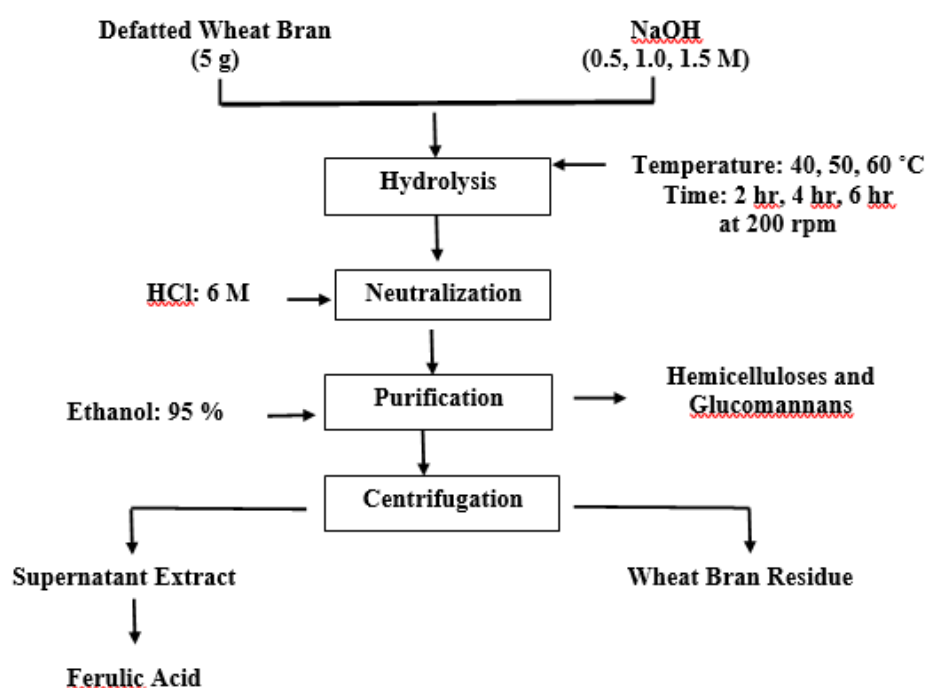 Defatted Wheat Bran
(5 g)
NaOH
(0.5, 1.0, 1.5 M)
Hydrolysis
Temperature: 40, 50, 60 ˚C
Time: 2 hr, 4 hr, 6 hr
at 200 rpm
HCl: 6 M
Neutralization
Ethanol: 95 %
Purification
Hemicelluloses and
Glucomannans
Centrifugation
Supernatant Extract
Wheat Bran Residue
Ferulic Acid